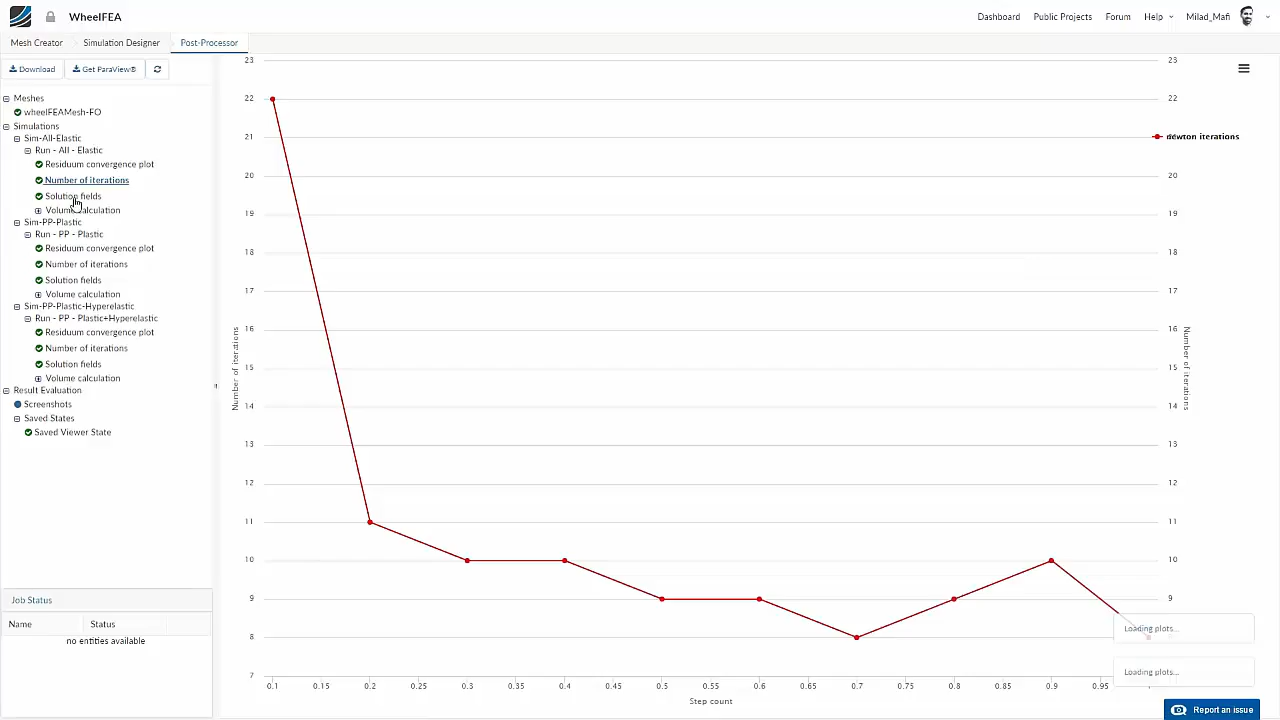 WheelFEA
Dashboard
Public Projects
Forum
Help
Milad_Mafi
Mesh Creator
Simulation Designer
Post-Processor
Download
Get ParaView®
Meshes
wheelFEAMesh-FO
Simulations
Sim-All-Elastic
Run - All - Elastic
Residuum convergence plot
Number of iterations
Solution fields
Volume calculation
Sim-PP-Plastic
Run - PP - Plastic
Residuum convergence plot
Number of iterations
Solution fields
Volume calculation
Sim-PP-Plastic-Hyperelastic
Run - PP - Plastic+Hyperelastic
Residuum convergence plot
Number of iterations
Solution fields
Volume calculation
Result Evaluation
Screenshots
Saved States
Saved Viewer State
Job Status
Name Status
no entities available
23 23
22 22
21
newton iterations
20 20
19 19
18 18
17 17
16 16
15 15
14 14
13 13
12 12
11 11
10 10
9 9
8
7
Number of iterations
Number of iterations
0.1 0.15 0.2 0.25 0.3 0.35 0.4 0.45 0.5 0.55 0.6 0.65 0.7 0.75 0.8 0.85 0.9 0.95
Step count
Loading plots...
Loading plots...
Report an issue